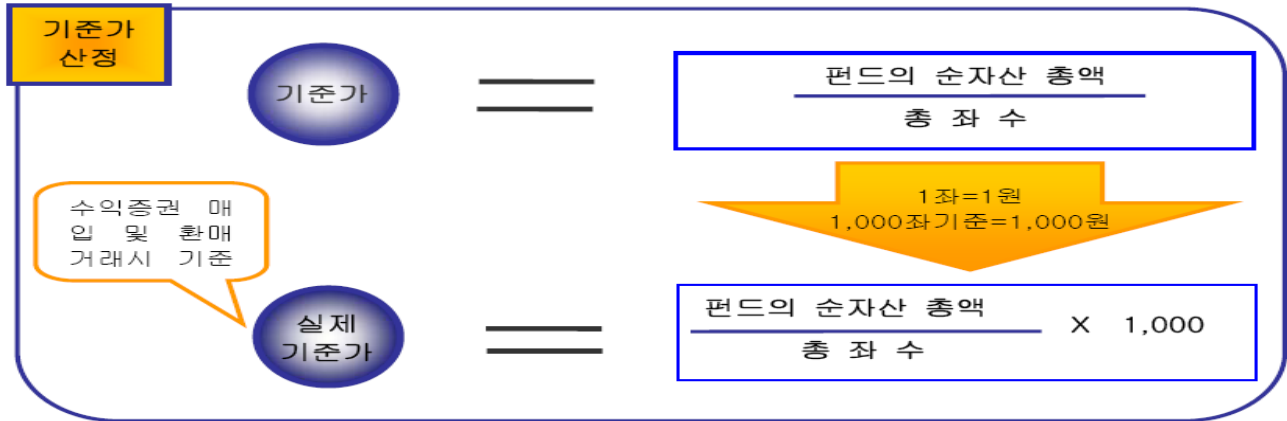 기준가
산정
기준가
펀드의 순자산 총액
총 좌 수
1좌=1원
1,000좌기준=1,000원
수익증권 매
입 및 환매
거래시 기준
실제
기준가
펀드의 순자산 총액
총 좌 수
X 1,000